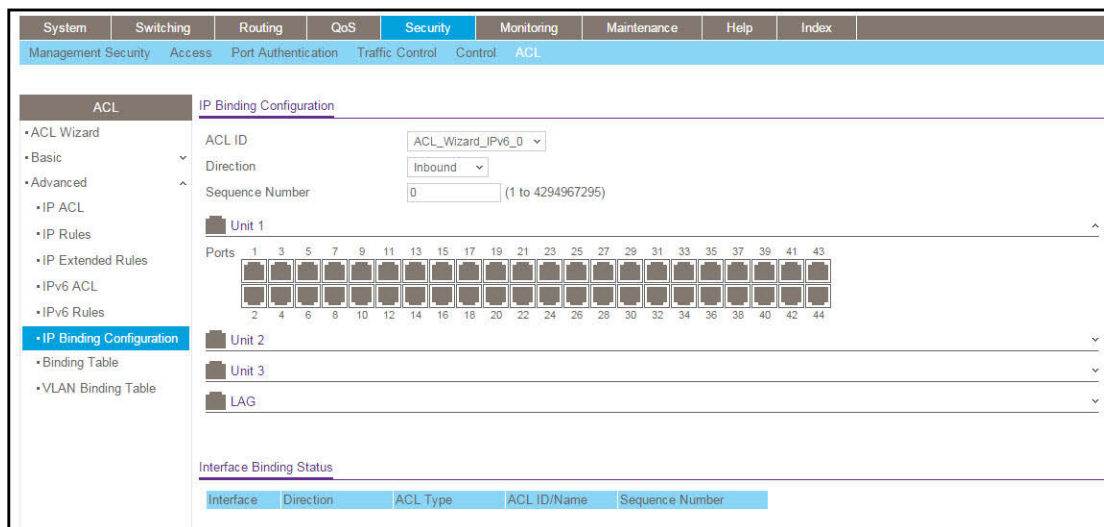 System Switching Routing QoS Security Monitoring Maintenance Help Index
Management Security Access Port Authentication Traffic Control Control ACL
ACL
ACL Wizard
Basic
Advanced
IP ACL
IP Rules
IP Extended Rules
IPv6 ACL
IPv6 Rules
IP Binding Configuration
Binding Table
VLAN Binding Table
IP Binding Configuration
ACL ID ACL_Wizard_IPv6_0
Direction Inbound
Sequence Number 0 (1 to 4294967295)
Unit 1
Ports 1 3 5 7 9 11 13 15 17 19 21 23 25 27 29 31 33 35 37 39 41 43
2 4 6 8 10 12 14 16 18 20 22 24 26 28 30 32 34 36 38 40 42 44
Unit 2
Unit 3
LAG
Interface Binding Status
Interface Direction ACL Type ACL ID/Name Sequence Number